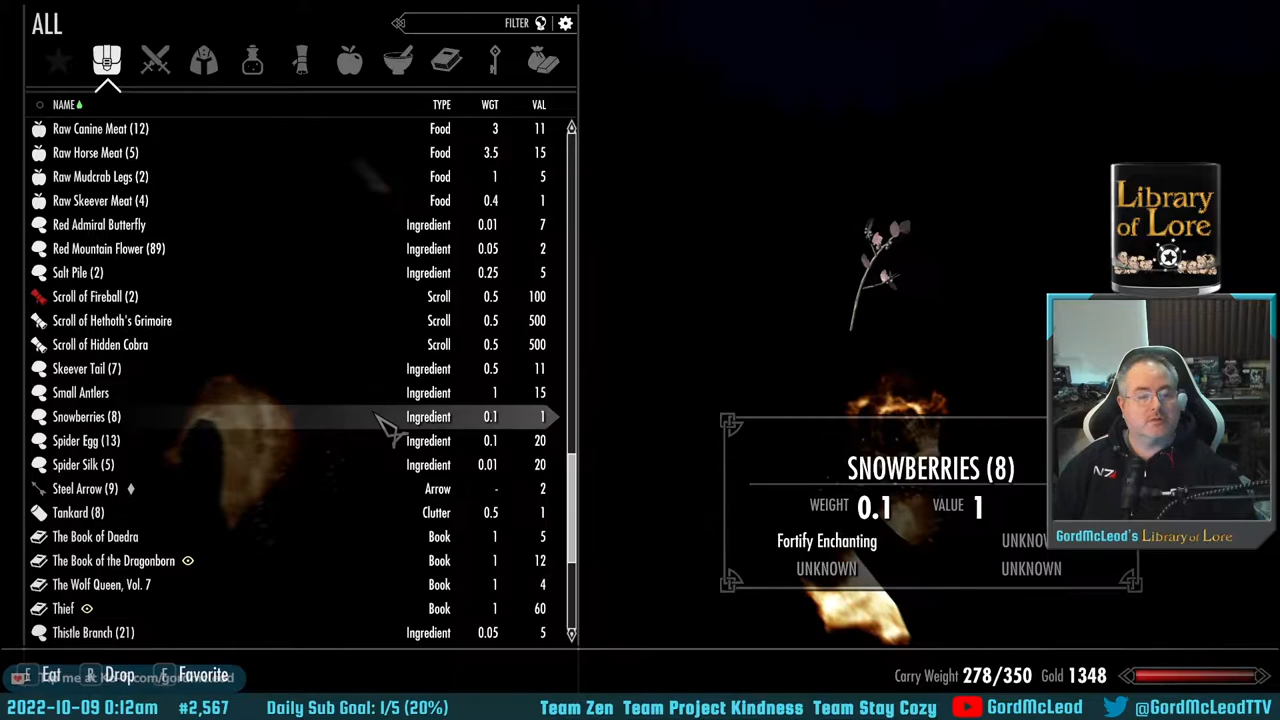 ALL
FILTER
NAME TYPE WGT VAL
Raw Canine Meat (12) Food 3 11
Raw Horse Meat (5) Food 3.5 15
Raw Mudcrab Legs (2) Food 1 5
Raw Skeever Meat (4) Food 0.4 1
Red Admiral Butterfly Ingredient 0.01 7
Red Mountain Flower (89) Ingredient 0.05 2
Salt Pile (2) Ingredient 0.25 5
Scroll of Fireball (2) Scroll 0.5 100
Scroll of Hethoth's Grimoire Scroll 0.5 500
Scroll of Hidden Cobra Scroll 0.5 500
Skeever Tail (7) Ingredient 0.5 11
Small Antlers Ingredient 1 15
Snowberries (8) Ingredient 0.1 1
Spider Egg (13) Ingredient 0.1 20
Spider Silk (5) Ingredient 0.01 20
Steel Arrow (9) Arrow - 2
Tankard (8) Clutter 0.5 1
The Book of Daedra Book 1 5
The Book of the Dragonborn Book 1 12
The Wolf Queen, Vol. 7 Book 1 4
Thief Book 1 60
Thistle Branch (21) Ingredient 0.05 5
Library
of Lore
N7
GordMcLeod's Library of Lore
SNOWBERRIES (8)
WEIGHT 0.1 VALUE 1
Fortify Enchanting
UNKNOWN UNKNOWN
Eat Drop Favorite
Carry Weight 278/350 Gold 1348
2022-10-09 0:12am #2,567 Daily Sub Goal: 1/5 (20%) Team Zen Team Project Kindness Team Stay Cozy GordMcLeod @GordMcLeodTTV